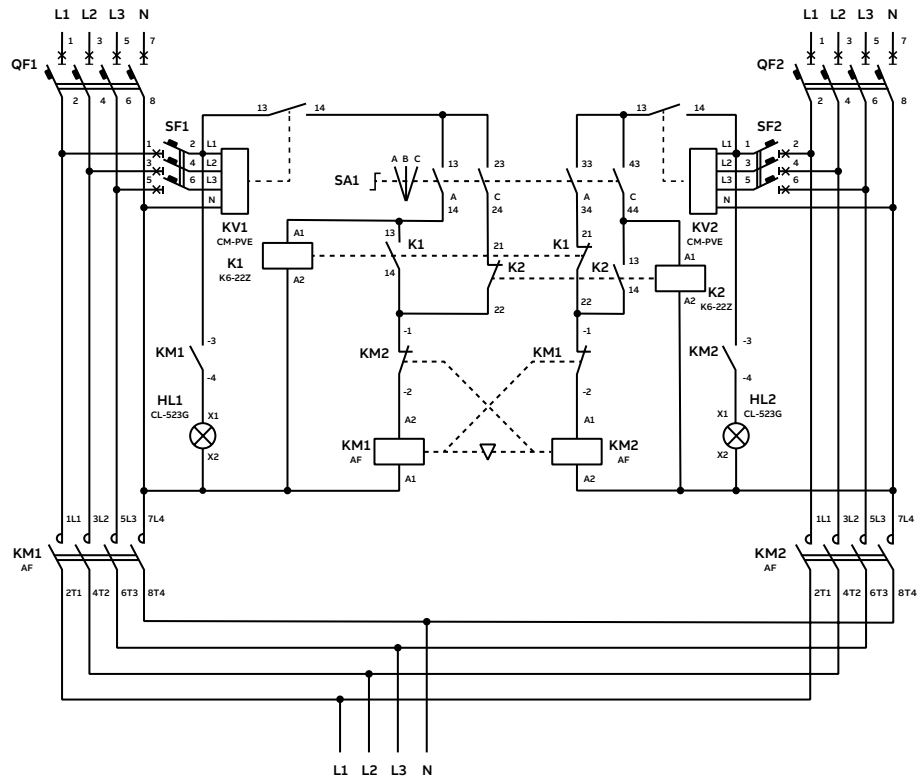 L1 L2 L3 N
L1 L2 L3 N
1 3 5 7
1 3 5 7
QF1
QF2
2 4 6 8
2 4 6 8
13 14
13 14
SF1
SF2
1 2 L1
3 4 L2
5 6 L3
N
L1 1 2
L2 3 4
L3 5 6
N
A B C
SA1
13 23 33 43
A C A C
14 24 34 44
KV1
CM-PVE
KV2
CM-PVE
A1
K1
K6-22Z
A2
13
K1
14
21
K2
22
21
K1
22
13
K2
14
A1
A2
K2
K6-22Z
KM1
-3
-4
-1
KM2
-2
-1
KM1
-2
KM2
-3
-4
HL1
CL-523G
X1
X2
HL2
CL-523G
X1
X2
A2
KM1
AF
A1
A1
KM2
AF
A2
1L1 3L2 5L3 7L4
1L1 3L2 5L3 7L4
KM1
AF
KM2
AF
2T1 4T2 6T3 8T4
2T1 4T2 6T3 8T4
L1 L2 L3 N